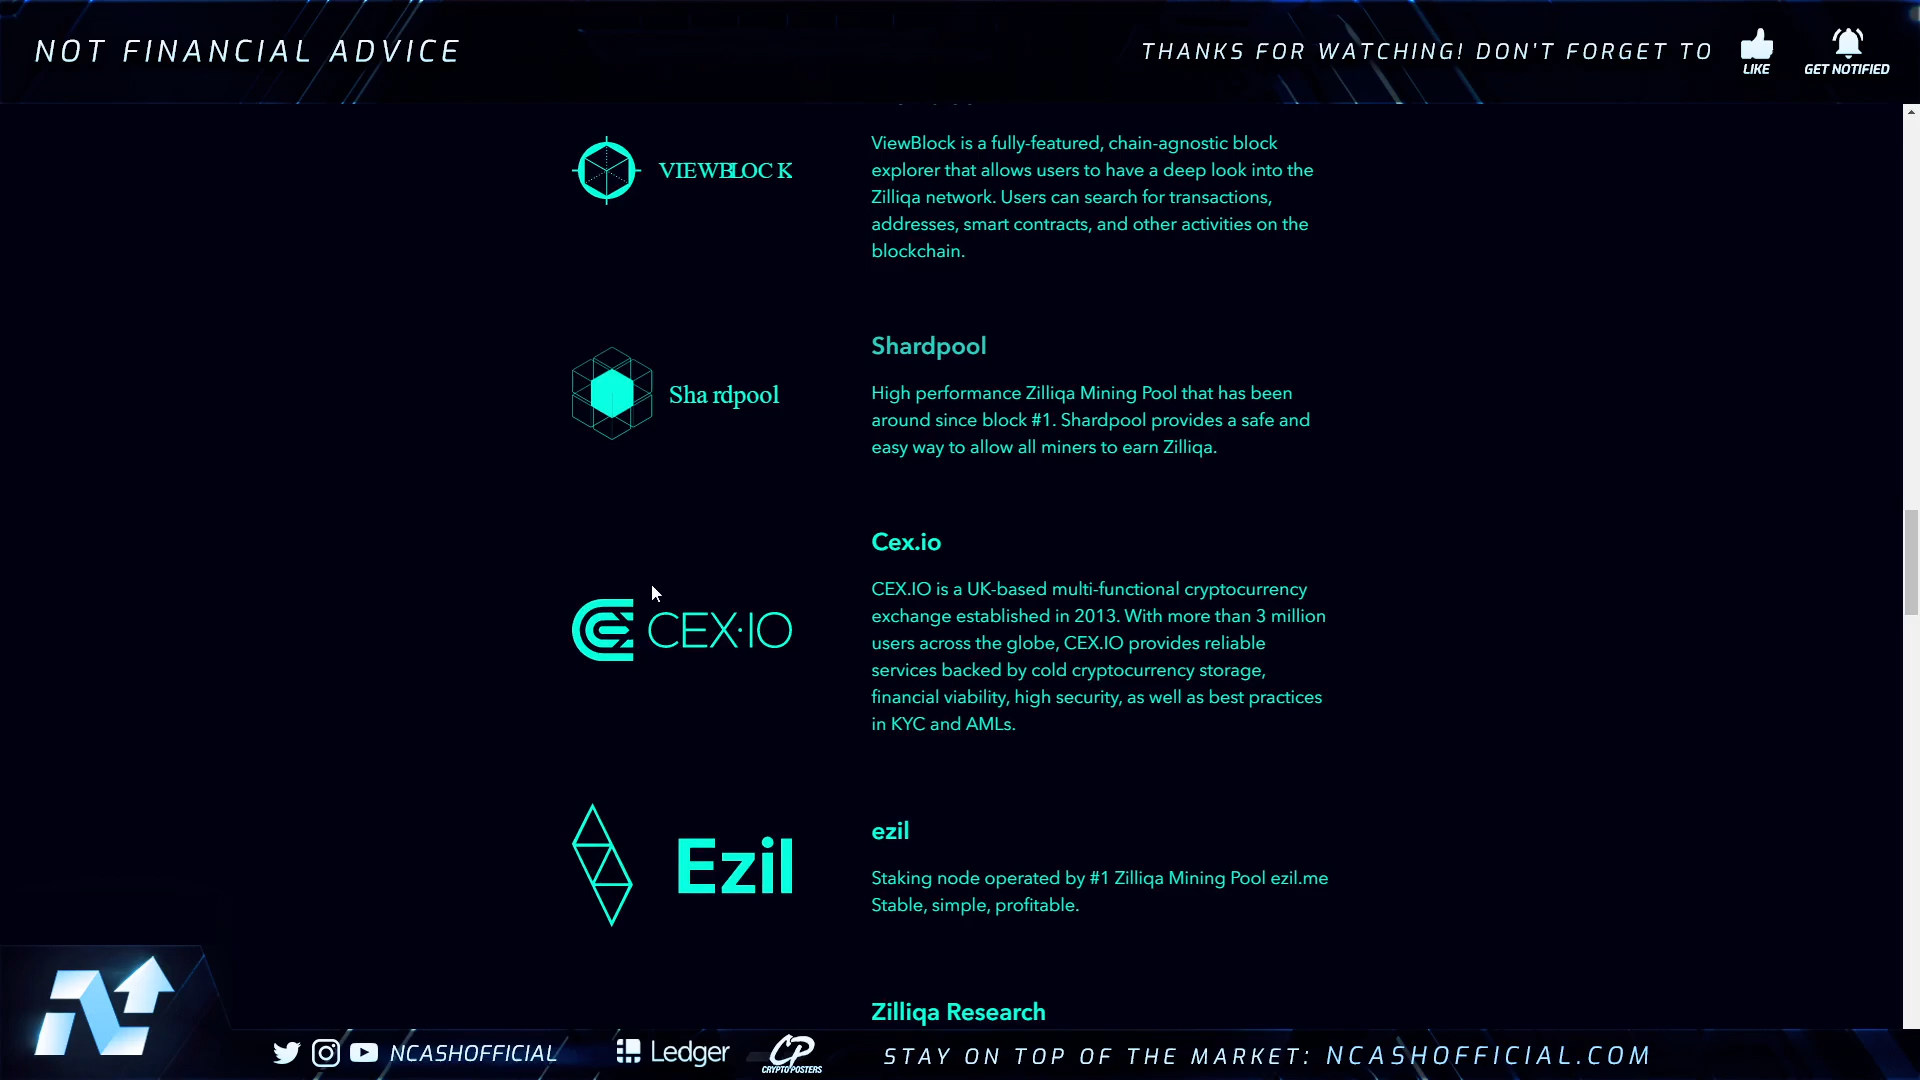 NOT FINANCIAL ADVICE
THANKS FOR WATCHING! DON'T FORGET TO
LIKE
GET NOTIFIED
VIEWBLOCK
ViewBlock is a fully-featured, chain-agnostic block
explorer that allows users to have a deep look into the
Zilliqa network. Users can search for transactions,
addresses, smart contracts, and other activities on the
blockchain.
Shardpool
Shardpool
High performance Zilliqa Mining Pool that has been
around since block #1. Shardpool provides a safe and
easy way to allow all miners to earn Zilliqa.
Cex.io
CEX.IO
CEX.IO is a UK-based multi-functional cryptocurrency
exchange established in 2013. With more than 3 million
users across the globe, CEX.IO provides reliable
services backed by cold cryptocurrency storage,
financial viability, high security, as well as best practices
in KYC and AMLs.
Ezil
ezil
Staking node operated by #1 Zilliqa Mining Pool ezil.me
Stable, simple, profitable.
Zilliqa Research
NCASHOFFICIAL
Ledger
CP
CRYPTO POSTERS
STAY ON TOP OF THE MARKET: NCASHOFFICIAL.COM